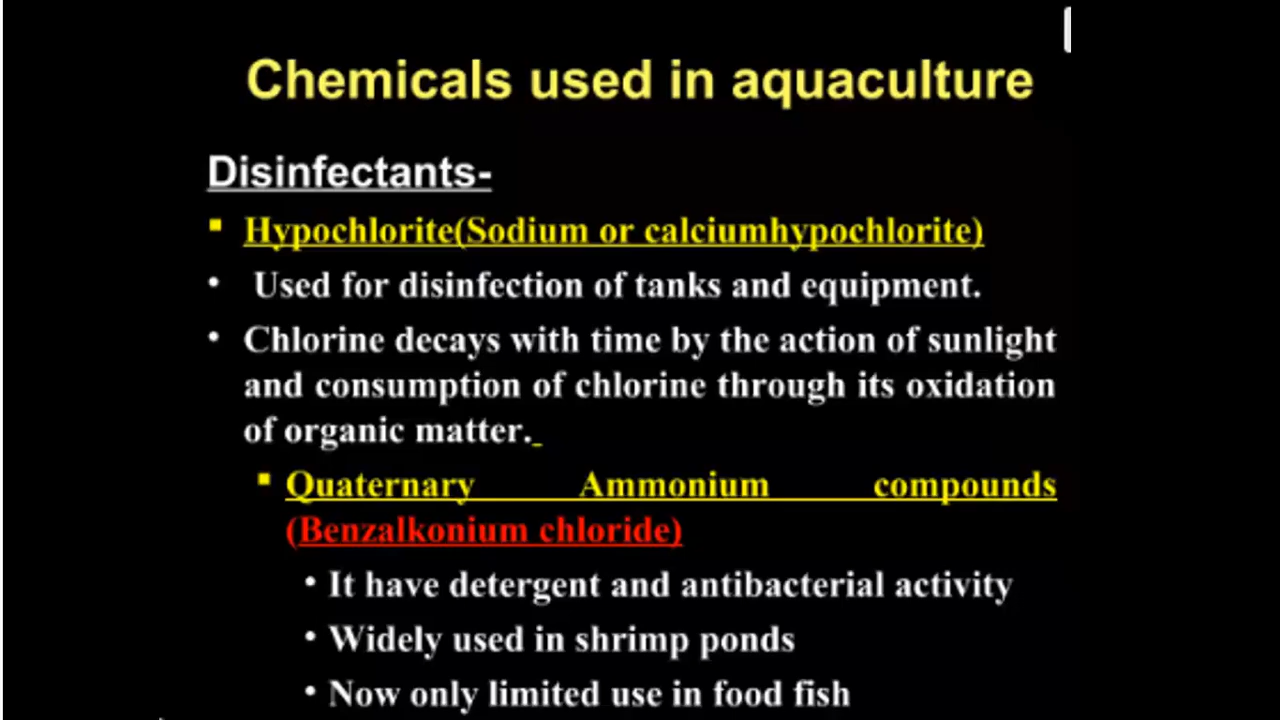 Chemicals used in aquaculture
Disinfectants-
▪ Hypochlorite(Sodium or calciumhypochlorite)
• Used for disinfection of tanks and equipment.
• Chlorine decays with time by the action of sunlight
and consumption of chlorine through its oxidation
of organic matter.
▪ Quaternary Ammonium compounds
(Benzalkonium chloride)
• It have detergent and antibacterial activity
• Widely used in shrimp ponds
• Now only limited use in food fish